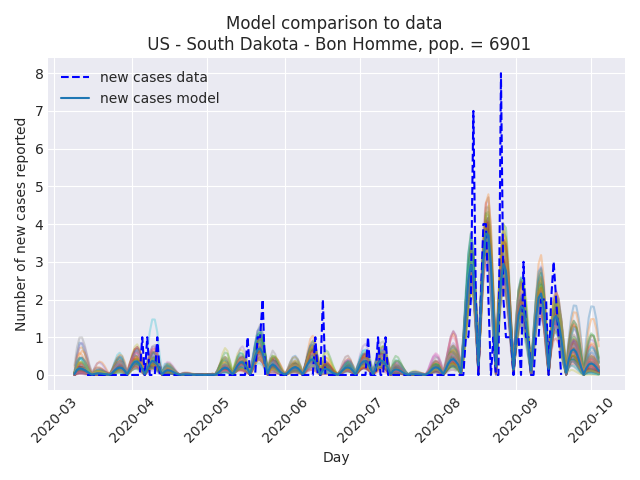 Model comparison to data
US - South Dakota - Bon Homme, pop. = 6901
new cases data
new cases model
Number of new cases reported
8
7
6
5
4
3
2
1
0
2020-03
2020-04
2020-05
2020-06
2020-07
2020-08
2020-09
2020-10
Day